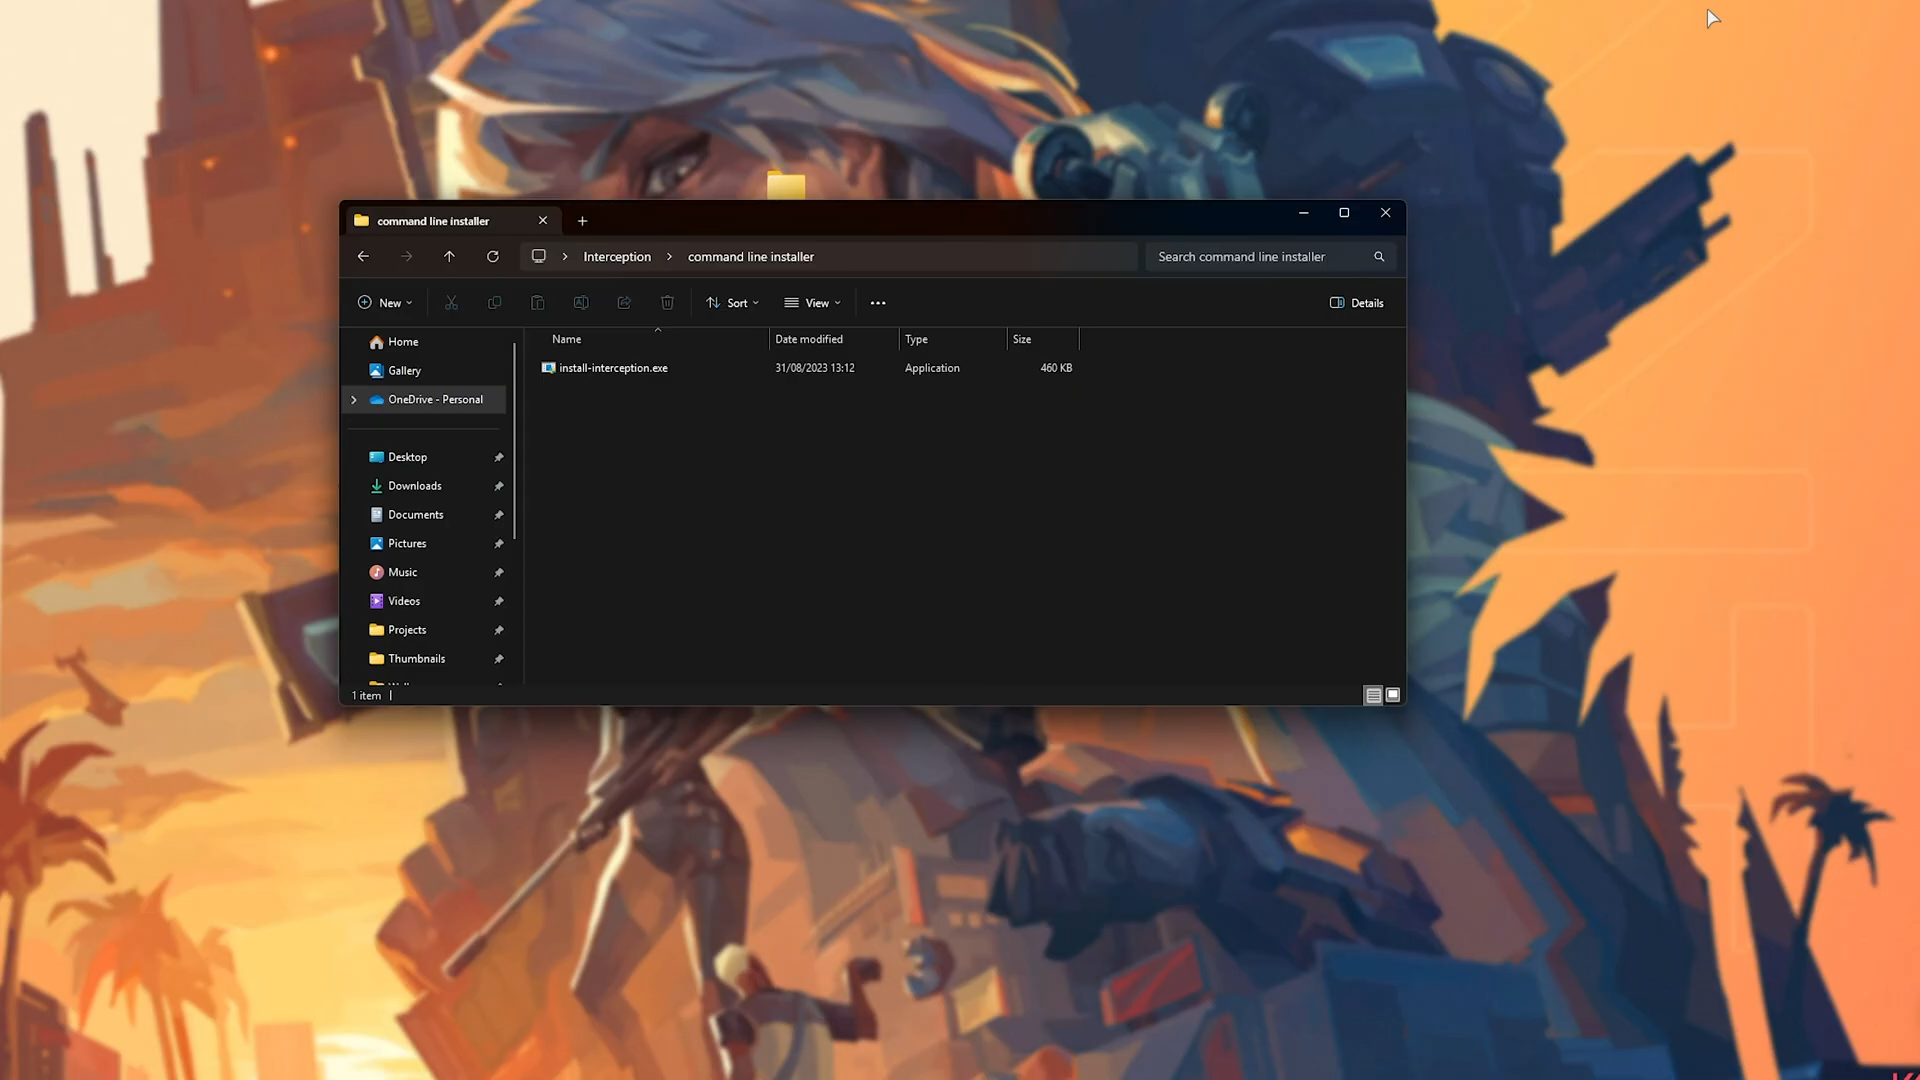 command line installer
Interception
command line installer
Search command line installer
New
Sort
View
Details
Name
Date modified
Type
Size
install-interception.exe
31/08/2023 13:12
Application
460 KB
Home
Gallery
OneDrive - Personal
Desktop
Downloads
Documents
Pictures
Music
Videos
Projects
Thumbnails
1 item